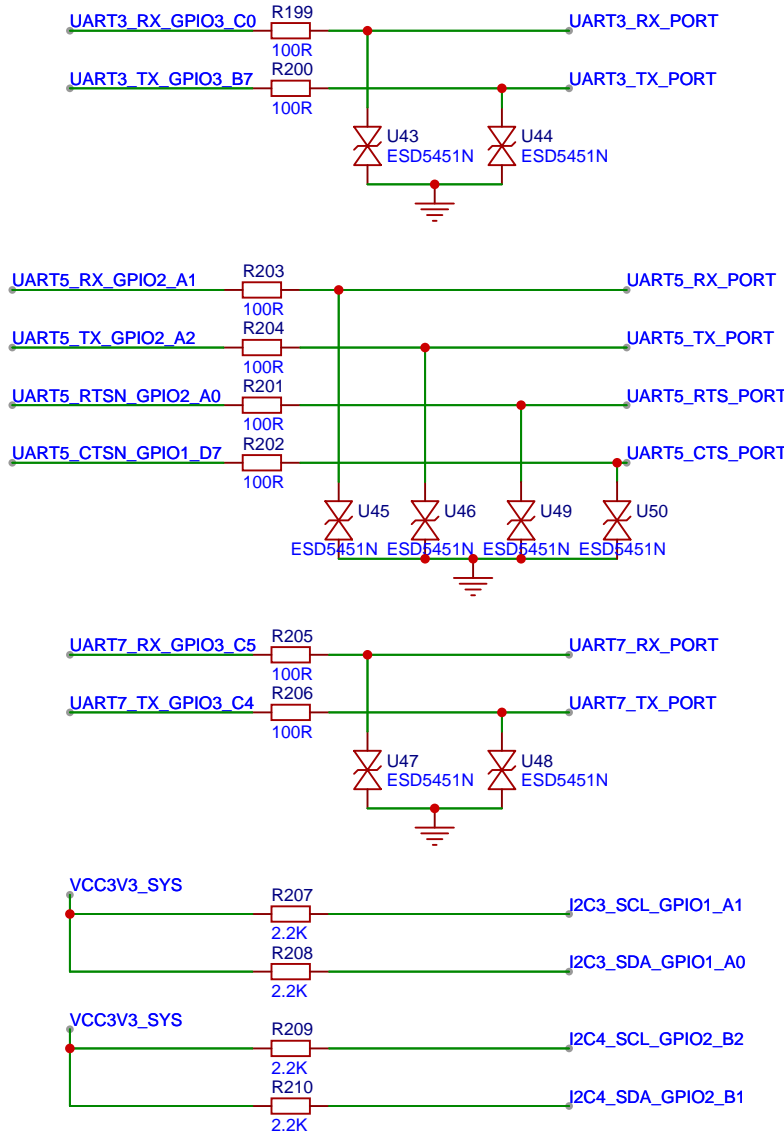 UART3_RX_GPIO3_C0 R199 UART3_RX_PORT
100R
UART3_TX_GPIO3_B7 R200 UART3_TX_PORT
100R
U43 U44
ESD5451N ESD5451N
UART5_RX_GPIO2_A1 R203 UART5_RX_PORT
100R
UART5_TX_GPIO2_A2 R204 UART5_TX_PORT
100R
UART5_RTSN_GPIO2_A0 R201 UART5_RTS_PORT
100R
UART5_CTSN_GPIO1_D7 R202 UART5_CTS_PORT
100R
U45 U46 U49 U50
ESD5451N ESD5451N ESD5451N ESD5451N
UART7_RX_GPIO3_C5 R205 UART7_RX_PORT
100R
UART7_TX_GPIO3_C4 R206 UART7_TX_PORT
100R
U47 U48
ESD5451N ESD5451N
VCC3V3_SYS
R207 I2C3_SCL_GPIO1_A1
2.2K
R208 I2C3_SDA_GPIO1_A0
2.2K
VCC3V3_SYS
R209 I2C4_SCL_GPIO2_B2
2.2K
R210 I2C4_SDA_GPIO2_B1
2.2K